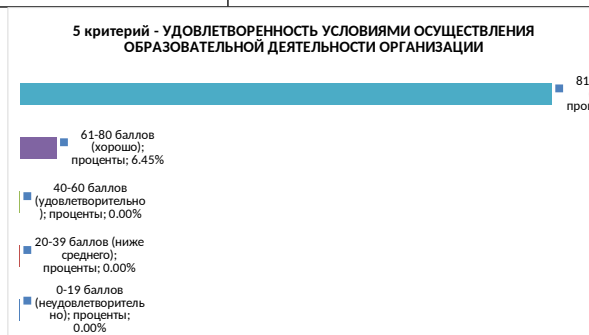 5 критерий - УДОВЛЕТВОРЕННОСТЬ УСЛОВИЯМИ ОСУЩЕСТВЛЕНИЯ
ОБРАЗОВАТЕЛЬНОЙ ДЕЯТЕЛЬНОСТИ ОРГАНИЗАЦИИ
81
61-80 баллов
(хорошо);
проценты; 6.45%
40-60 баллов
(удовлетворительно
); проценты; 0.00%
20-39 баллов (ниже
среднего);
проценты; 0.00%
0-19 баллов
(неудовлетворитель
но); проценты;
0.00%